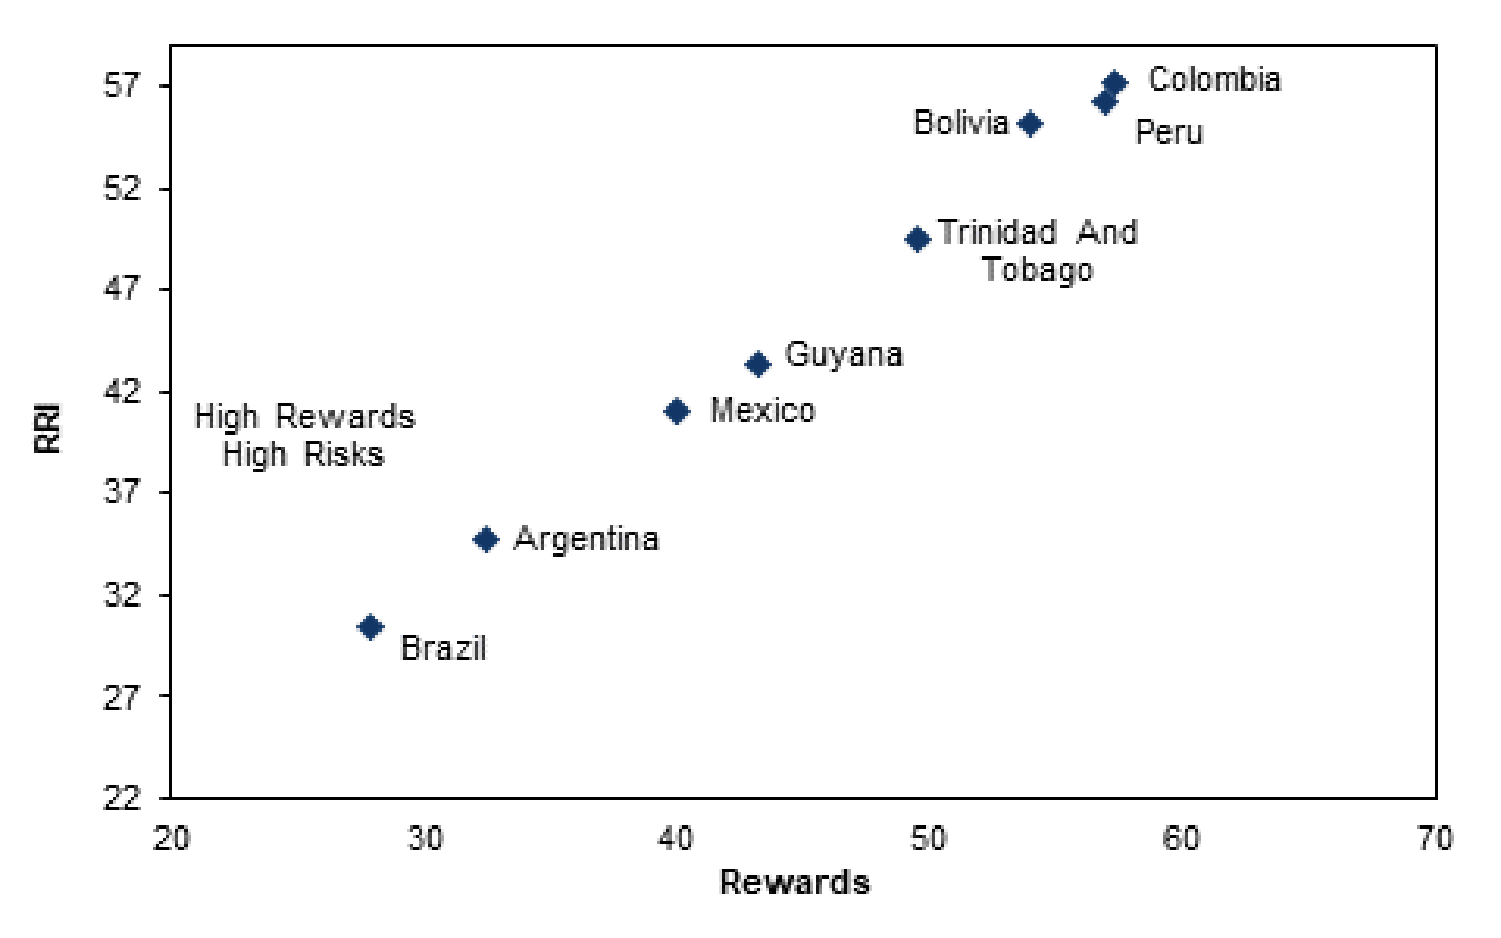 57
Colombia
Bolivia
Peru
52
Trinidad And
Tobago
47
Guyana
42
Mexico
High Rewards
High Risks
RRI
37
Argentina
32
Brazil
27
22
20 30 40 50 60 70
Rewards